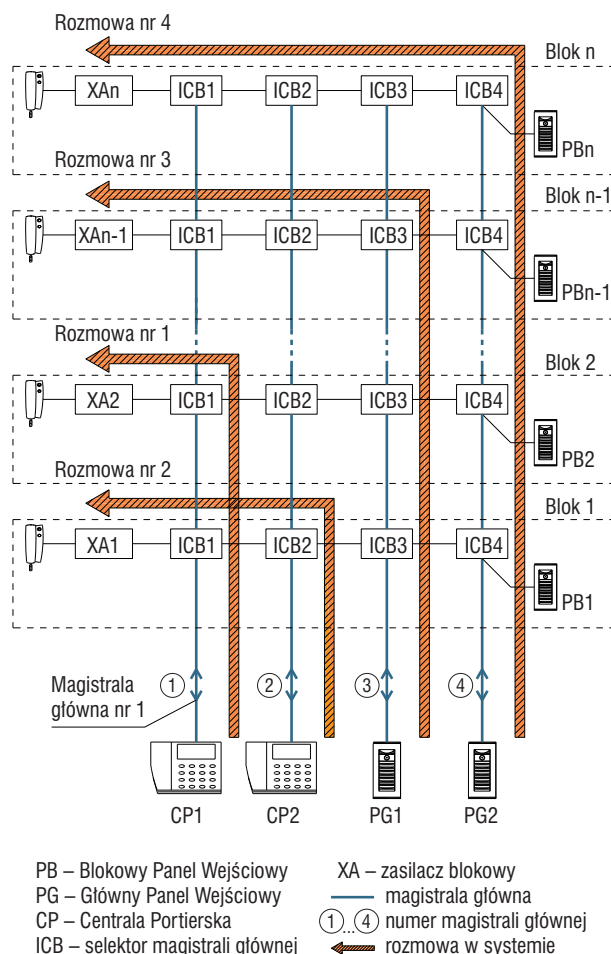 Rozmowa nr 4
Blok n
XAn ICB1 ICB2 ICB3 ICB4
PBn
Rozmowa nr 3
Blok n-1
XAn-1 ICB1 ICB2 ICB3 ICB4
PBn-1
Rozmowa nr 1
Blok 2
XA2 ICB1 ICB2 ICB3 ICB4
PB2
Rozmowa nr 2
Blok 1
XA1 ICB1 ICB2 ICB3 ICB4
PB1
1 2 3 4
Magistrala
główna nr 1
CP1 CP2 PG1 PG2
PB – Blokowy Panel Wejściowy
PG – Główny Panel Wejściowy
CP – Centrala Portierska
ICB – selektor magistrali głównej
XA – zasilacz blokowy
magistrala główna
1...4 numer magistrali głównej
rozmowa w systemie